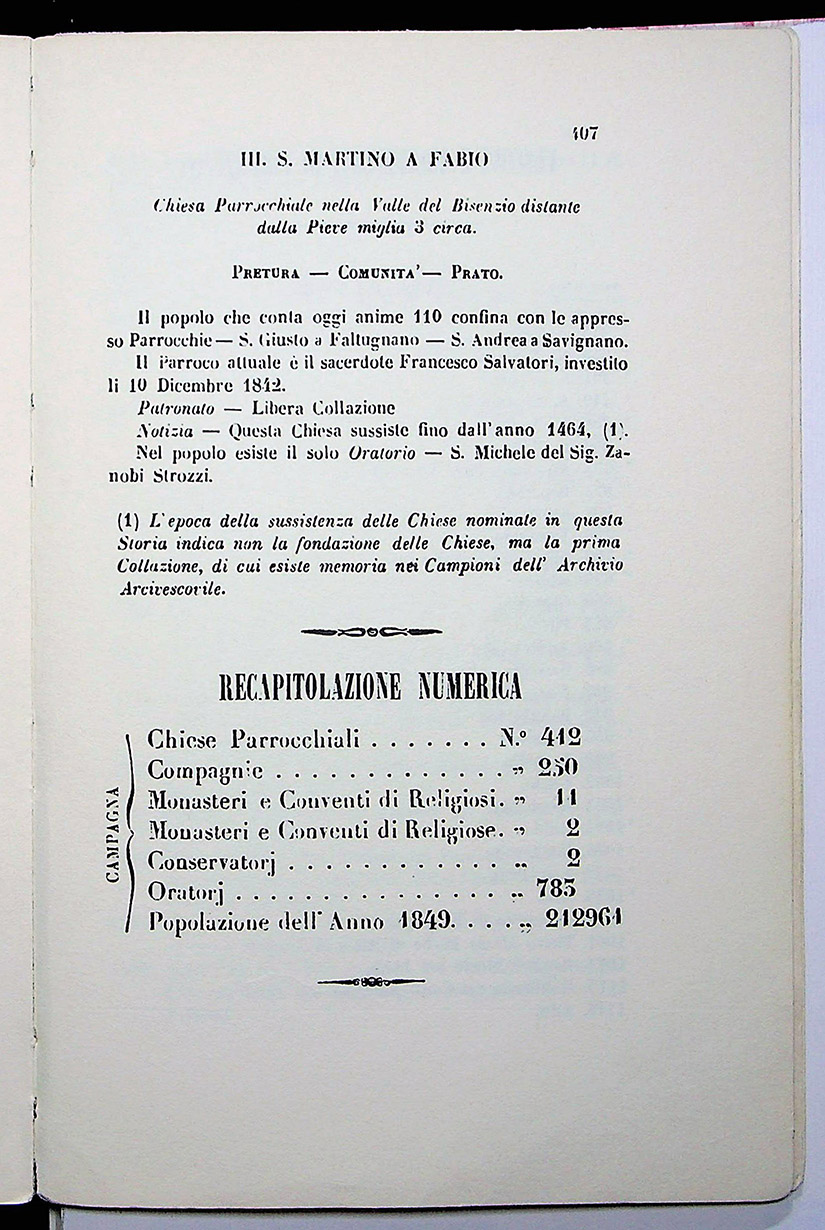 407
III. S. MARTINO A FABIO
Chiesa Parrocchiale nella Valle del Bisenzio distante
dalla Pieve miglia 3 circa.
PRETURA — COMUNITA' — PRATO.
Il popolo che conta oggi anime 110 confina con le appres-
so Parrocchie — S. Giusto a Faltugnano — S. Andrea a Savignano.
Il Parroco attuale è il sacerdote Francesco Salvatori, investito
li 10 Dicembre 1842.
Patronato — Libera Collazione
Notizia — Questa Chiesa sussiste fino dall'anno 1464, (1).
Nel popolo esiste il solo Oratorio — S. Michele del Sig. Za-
nobi Strozzi.
(1) L'epoca della sussistenza delle Chiese nominate in questa
Storia indica non la fondazione delle Chiese, ma la prima
Collazione, di cui esiste memoria nei Campioni dell' Archivio
Arcivescovile.
RECAPITOLAZIONE NUMERICA
CAMPAGNA
Chiese Parrocchiali . . . . . . . N.º 412
Compagnie . . . . . . . . . . . . . „ 250
Monasteri e Conventi di Religiosi. „ 11
Monasteri e Conventi di Religiose. „ 2
Conservatorj . . . . . . . . . . . . . „ 2
Oratorj . . . . . . . . . . . . . . . . „ 785
Popolazione dell' Anno 1849. . . . . „ 212961